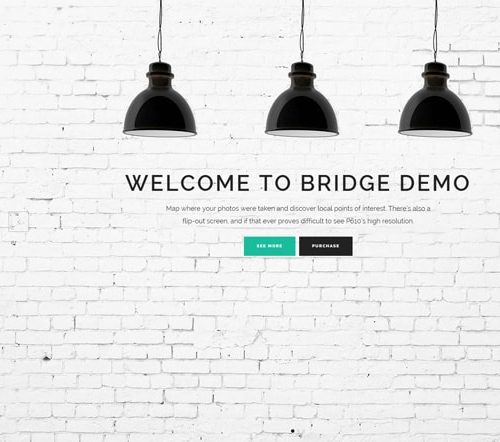 WELCOME TO BRIDGE DEMO
Map where your photos were taken and discover local points of interest. There's also a
flip-out screen, and if that ever proves difficult to see P610's high resolution.
SEE MORE
PURCHASE